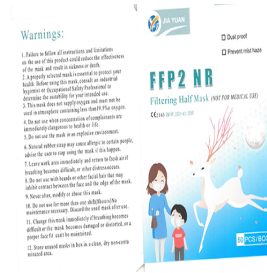 Warnings:
1. Failure to follow all instructions and limitations
on the use of this product could reduce the effectiveness
of the mask and result in sickness or death.
2. A properly selected mask is essential to protect your
health. Before using this mask, consult an industrial
hygienist or Occupational Safety Professional to
determine the suitability for your intended use.
3. This mask does not supply oxygen and must not be
used in atmosphere containing less than 19.5% oxygen.
4. Do not use when concentrations of contaminants are
immediately dangerous to health or life.
5. Do not use the mask in an explosive environment.
6. Natural rubber strap may cause allergic in certain people,
advise the user to stop using the mask if this happens.
7. Leave work area immediately and return to fresh air if
breathing becomes difficult, or other distress occurs.
8. Do not use with beards or other facial hair that may
inhibit contact between the face and the edge of the mask.
9. Never alter, modify or abuse this mask.
10. Do not use for more than one shift(8hours)No
maintenance necessary. Discard the used mask after use.
11. Change this mask immediately if breathing becomes
difficult or the mask becomes damaged or distorted, or a
proper face fit can't be maintained.
12. Store unused masks in box in a clean, dry non-contaminated area.
JIA YUAN
Dust proof
Prevent mist haze
FFP2 NR
Filtering Half Mask (NOT FOR MEDICAL USE)
PCS/BOX